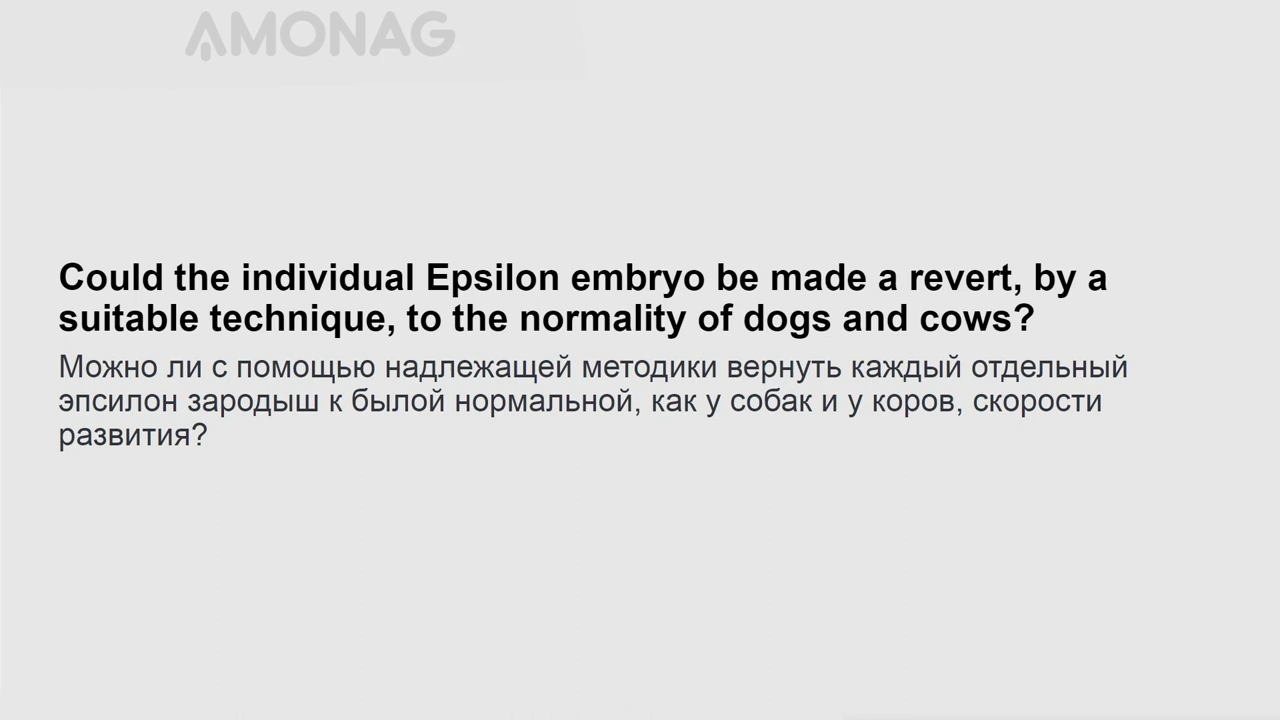 AMONAG
Could the individual Epsilon embryo be made a revert, by a
suitable technique, to the normality of dogs and cows?
Можно ли с помощью надлежащей методики вернуть каждый отдельный
эпсилон зародыш к былой нормальной, как у собак и у коров, скорости
развития?